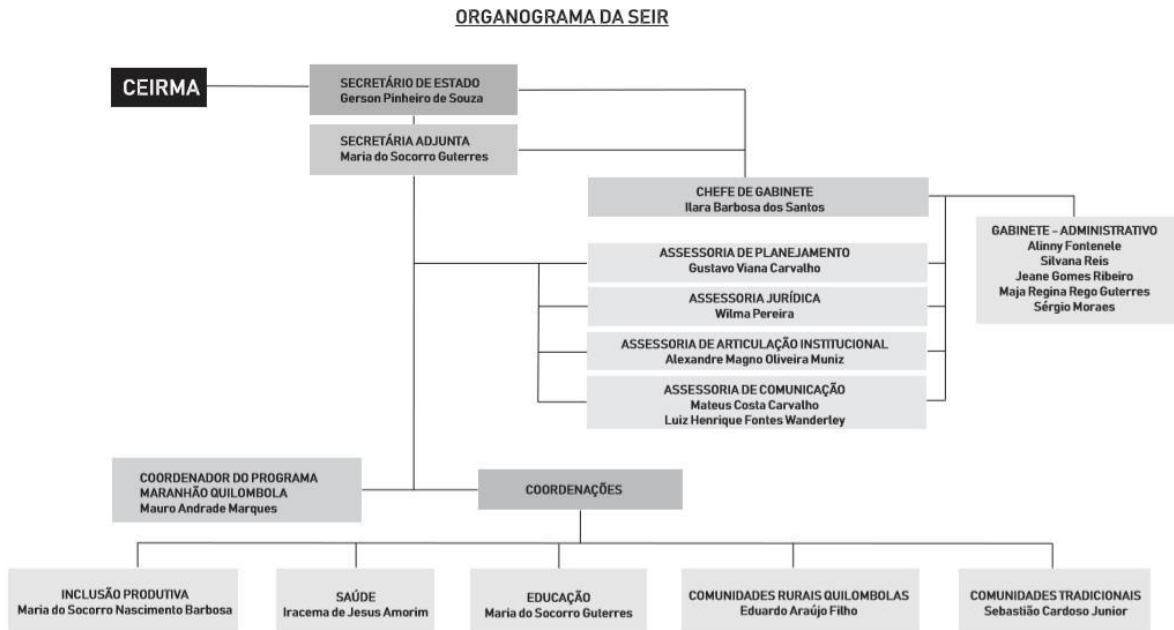 ORGANOGRAMA DA SEIR
CEIRMA
SECRETÁRIO DE ESTADO
Gerson Pinheiro de Souza
SECRETÁRIA ADJUNTA
Maria do Socorro Guterres
CHEFE DE GABINETE
Ilara Barbosa dos Santos
GABINETE – ADMINISTRATIVO
Alinny Fontenele
Silvana Reis
Jeane Gomes Ribeiro
Maja Regina Rego Guterres
Sérgio Moraes
ASSESSORIA DE PLANEJAMENTO
Gustavo Viana Carvalho
ASSESSORIA JURÍDICA
Wilma Pereira
ASSESSORIA DE ARTICULAÇÃO INSTITUCIONAL
Alexandre Magno Oliveira Muniz
ASSESSORIA DE COMUNICAÇÃO
Mateus Costa Carvalho
Luiz Henrique Fontes Wanderley
COORDENADOR DO PROGRAMA
MARANHÃO QUILOMBOLA
Mauro Andrade Marques
COORDENAÇÕES
INCLUSÃO PRODUTIVA
Maria do Socorro Nascimento Barbosa
SAÚDE
Iracema de Jesus Amorim
EDUCAÇÃO
Maria do Socorro Guterres
COMUNIDADES RURAIS QUILOMBOLAS
Eduardo Araújo Filho
COMUNIDADES TRADICIONAIS
Sebastião Cardoso Junior